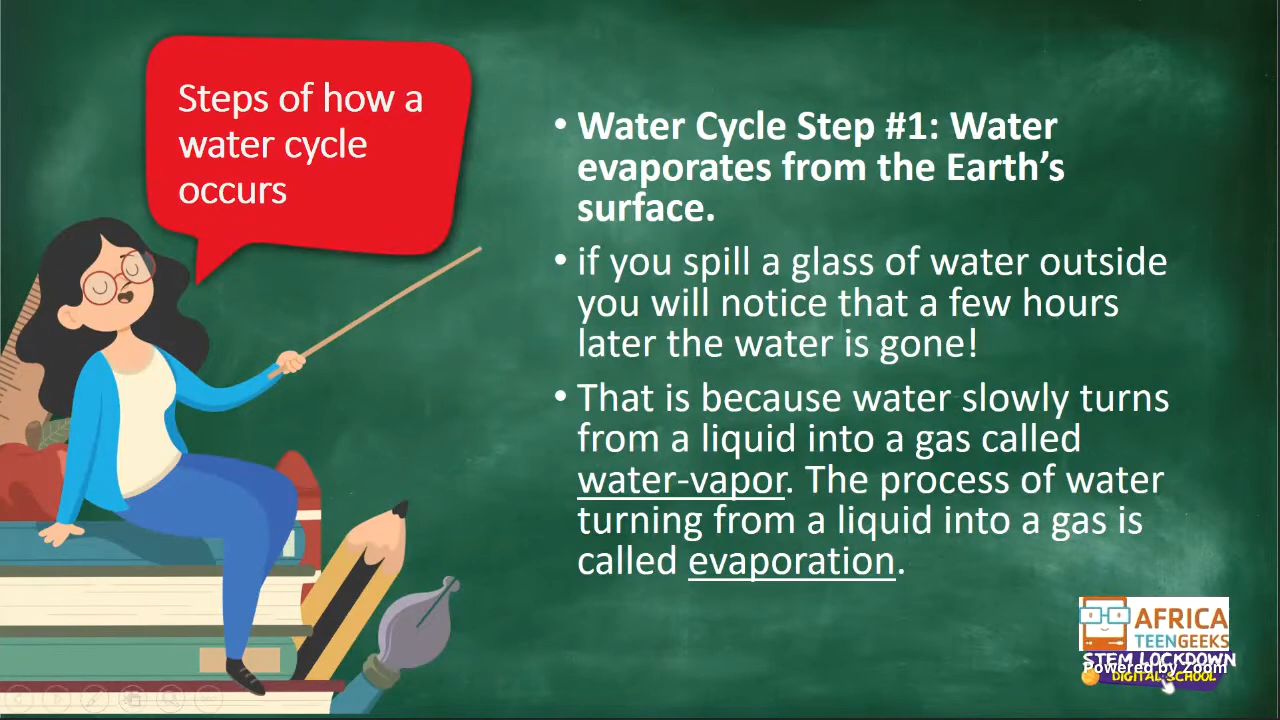 Steps of how a
water cycle
occurs
• Water Cycle Step #1: Water
evaporates from the Earth’s
surface.
• if you spill a glass of water outside
you will notice that a few hours
later the water is gone!
• That is because water slowly turns
from a liquid into a gas called
water-vapor. The process of water
turning from a liquid into a gas is
called evaporation.
AFRICA
TEENGEEKS
STEM LOCKDOWN
Powered by Zoom
DIGITAL SCHOOL